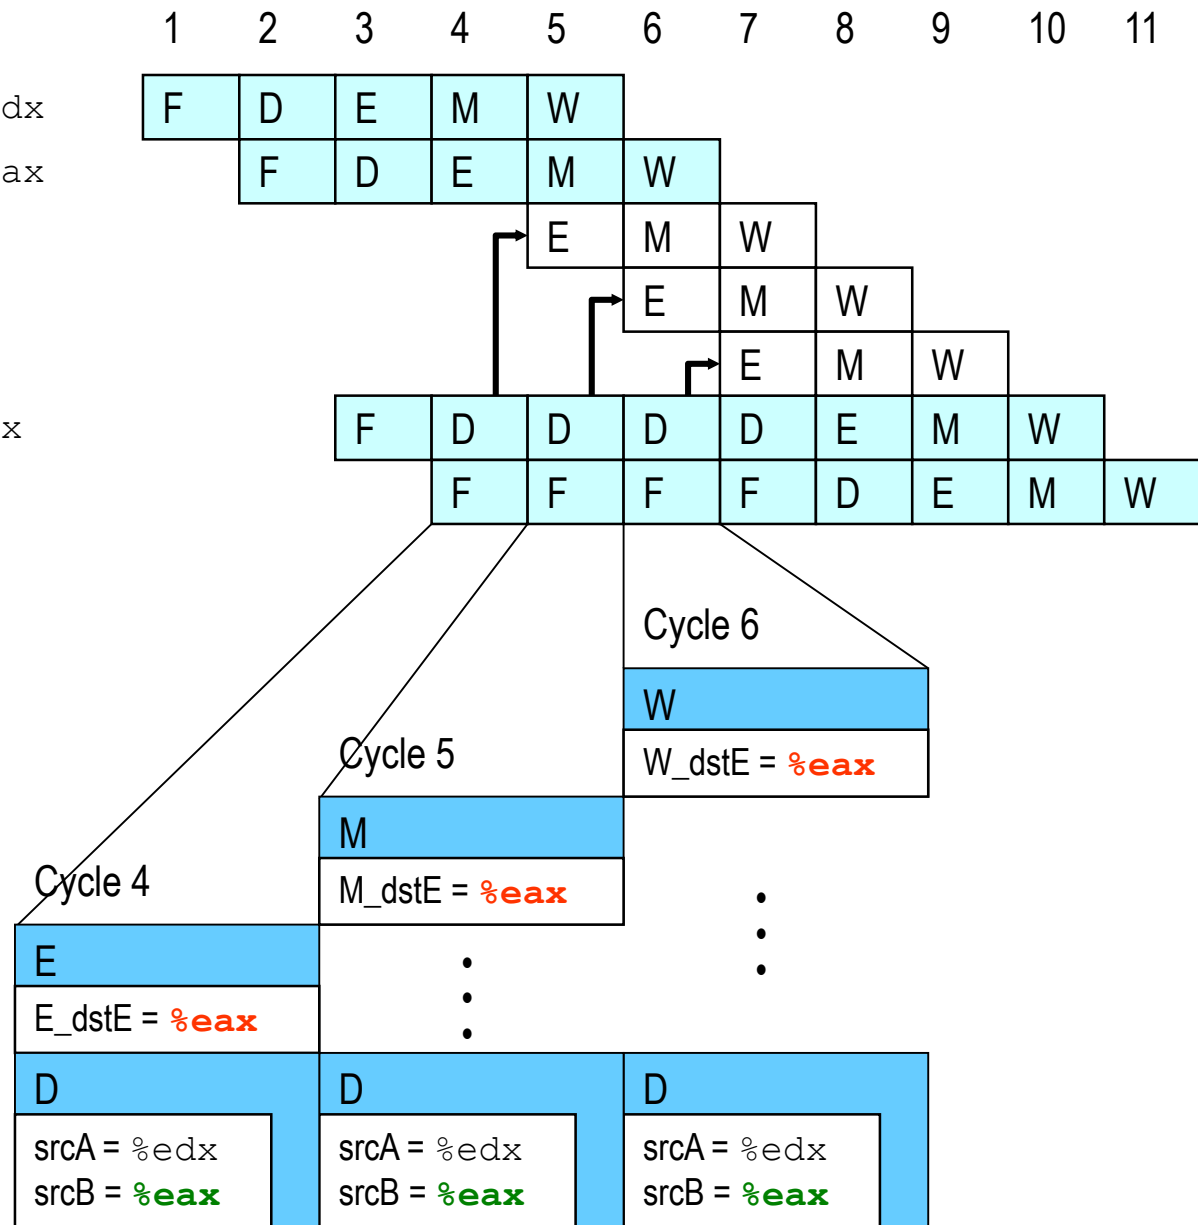 1 2 3 4 5 6 7 8 9 10 11
dx F D E M W
ax F D E M W
E M W
E M W
E M W
x F D D D D E M W
F F F F D E M W
Cycle 6
W
W_dstE = %eax
Cycle 5
M
M_dstE = %eax
Cycle 4
E
E_dstE = %eax
D D D
srcA = %edx srcA = %edx srcA = %edx
srcB = %eax srcB = %eax srcB = %eax